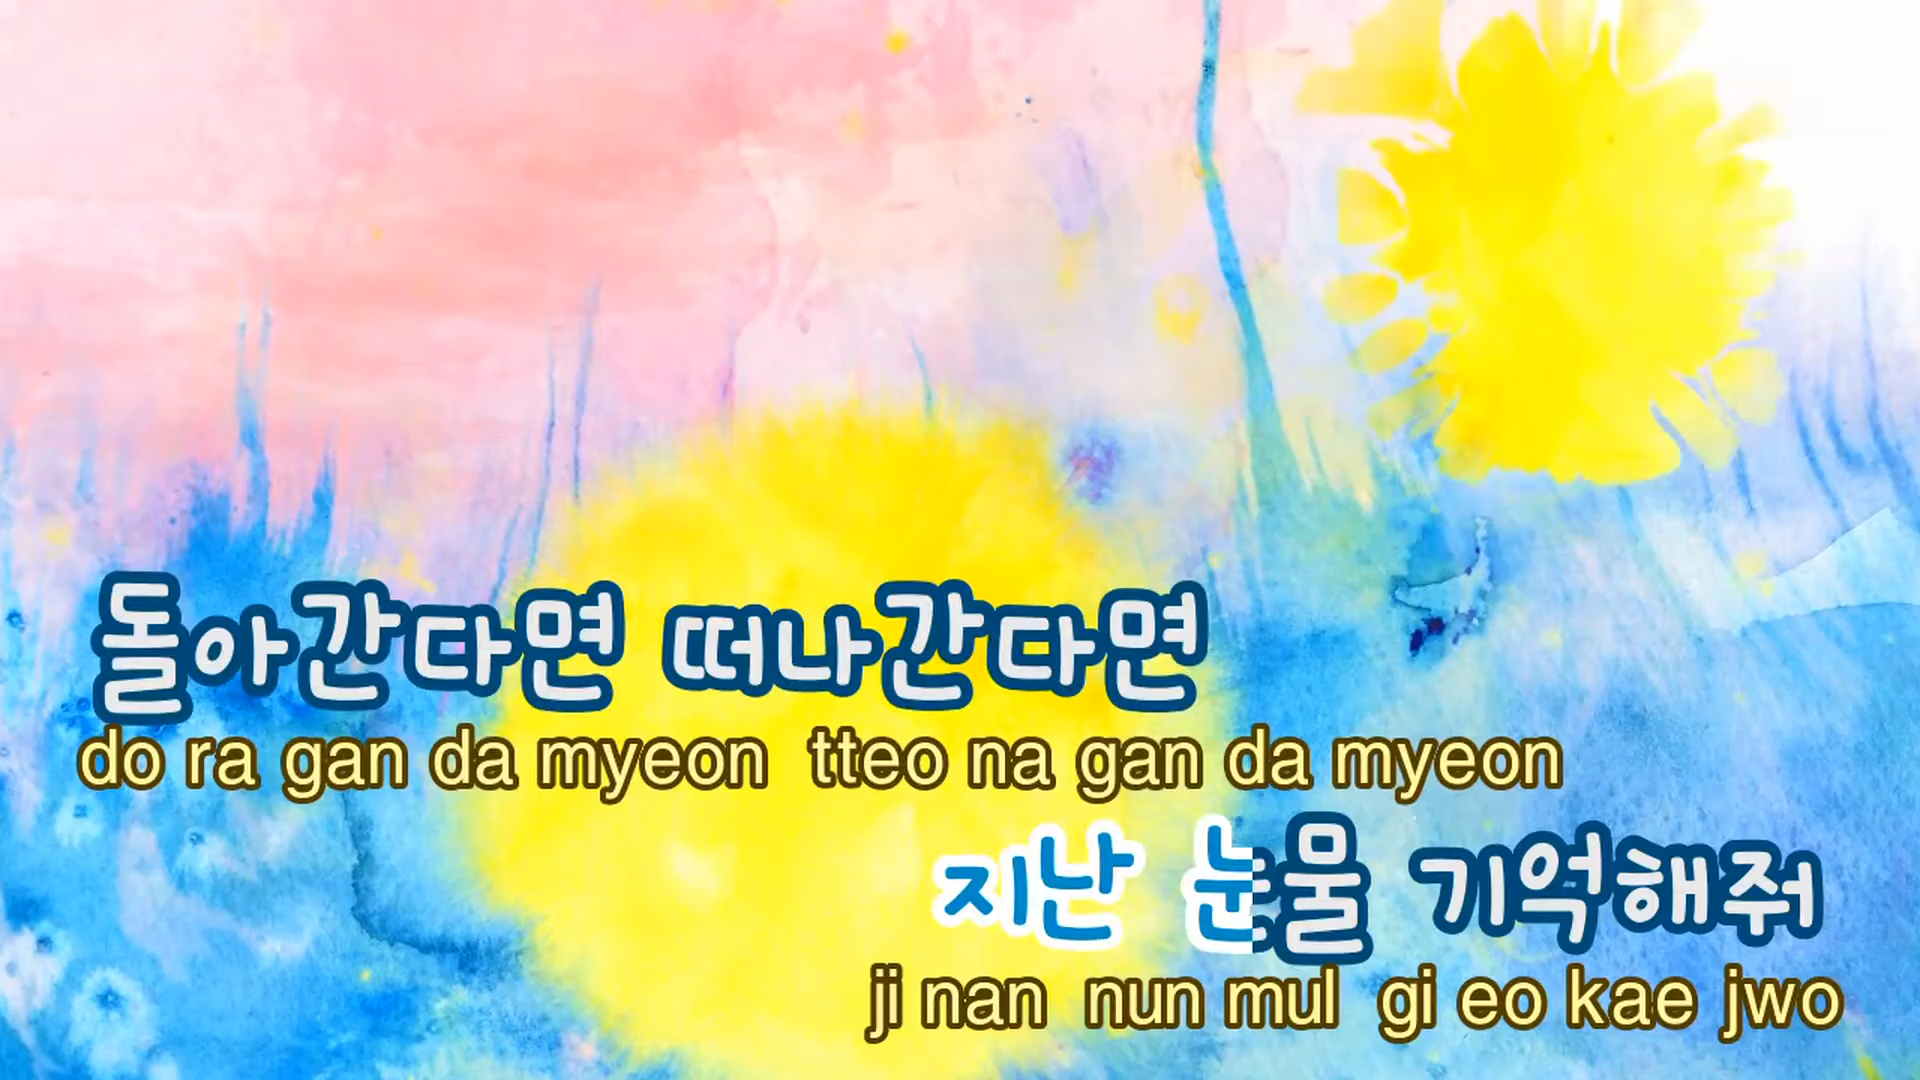 돌아간다면 떠나간다면
do ra gan da myeon tteo na gan da myeon
지난 눈물 기억해줘
ji nan nun mul gi eo kae jwo